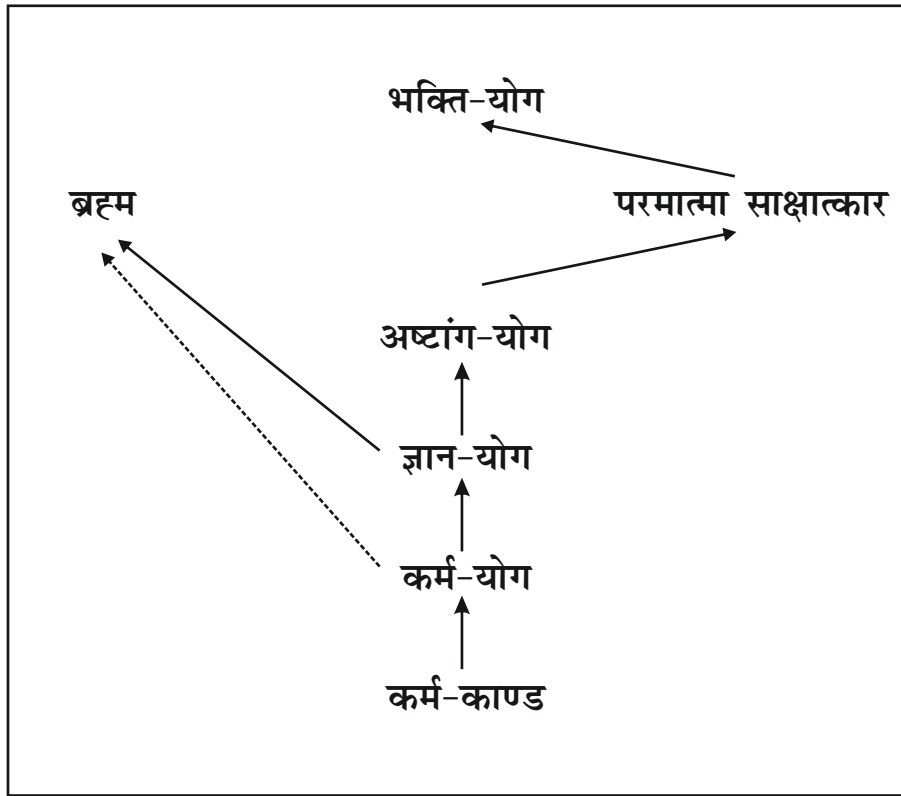 भक्ति-योग
ब्रह्म
परमात्मा साक्षात्कार
अष्टांग-योग
ज्ञान-योग
कर्म-योग
कर्म-काण्ड